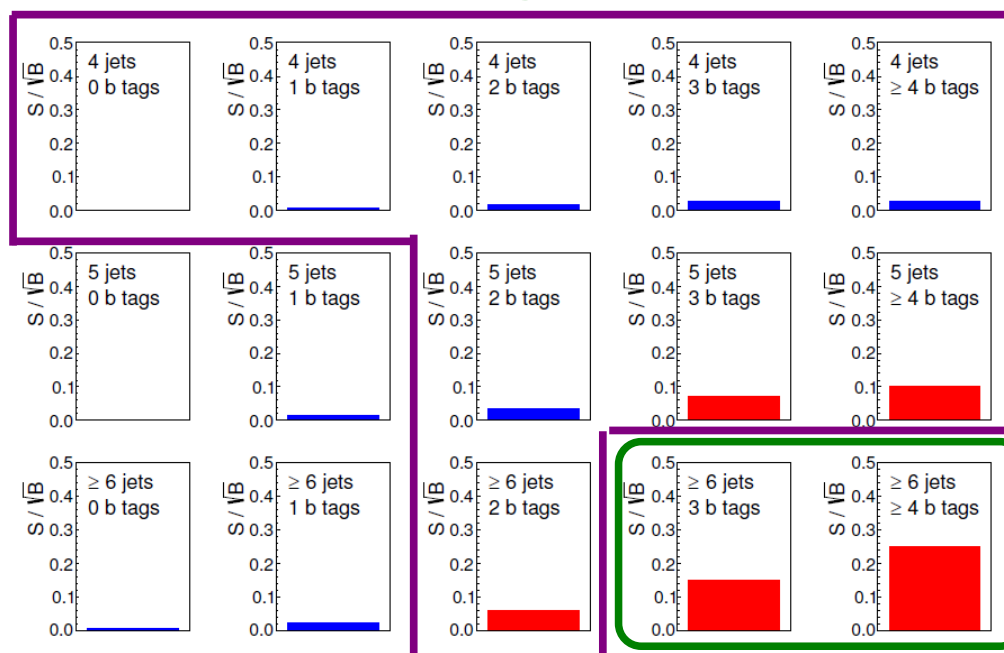 0.5
0.4
0.3
0.2
0.1
0.0
S / √B
4 jets
0 b tags
0.5
0.4
0.3
0.2
0.1
0.0
S / √B
4 jets
1 b tags
0.5
0.4
0.3
0.2
0.1
0.0
S / √B
4 jets
2 b tags
0.5
0.4
0.3
0.2
0.1
0.0
S / √B
4 jets
3 b tags
0.5
0.4
0.3
0.2
0.1
0.0
S / √B
4 jets
≥ 4 b tags
0.5
0.4
0.3
0.2
0.1
0.0
S / √B
5 jets
0 b tags
0.5
0.4
0.3
0.2
0.1
0.0
S / √B
5 jets
1 b tags
0.5
0.4
0.3
0.2
0.1
0.0
S / √B
5 jets
2 b tags
0.5
0.4
0.3
0.2
0.1
0.0
S / √B
5 jets
3 b tags
0.5
0.4
0.3
0.2
0.1
0.0
S / √B
5 jets
≥ 4 b tags
0.5
0.4
0.3
0.2
0.1
0.0
S / √B
≥ 6 jets
0 b tags
0.5
0.4
0.3
0.2
0.1
0.0
S / √B
≥ 6 jets
1 b tags
0.5
0.4
0.3
0.2
0.1
0.0
S / √B
≥ 6 jets
2 b tags
0.5
0.4
0.3
0.2
0.1
0.0
S / √B
≥ 6 jets
3 b tags
0.5
0.4
0.3
0.2
0.1
0.0
S / √B
≥ 6 jets
≥ 4 b tags